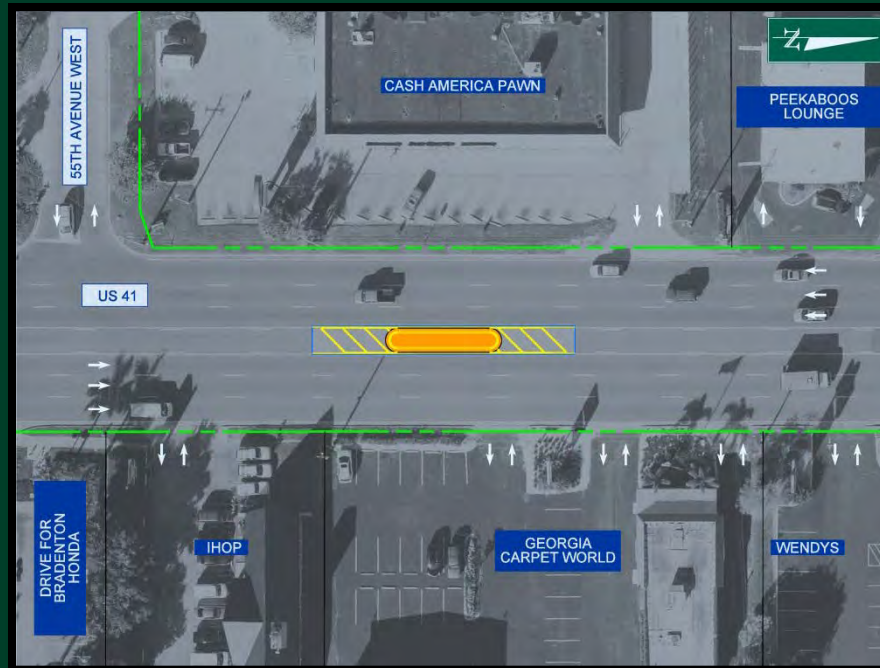 55TH AVENUE WEST
CASH AMERICA PAWN
Z
PEEKABOOS
LOUNGE
US 41
DRIVE FOR
BRADENTON
HONDA
IHOP
GEORGIA
CARPET WORLD
WENDYS